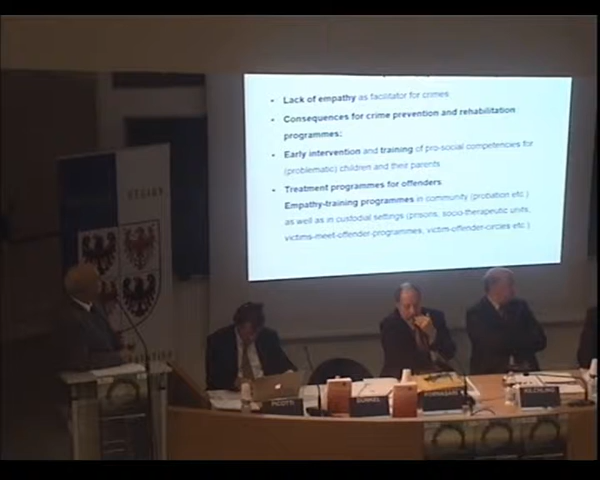 • Lack of empathy as facilitator for crimes
• Consequences for crime prevention and rehabilitation
programmes:
• Early intervention and training of pro-social competencies for
(problematic) children and their parents
• Treatment programmes for offenders
Empathy-training programmes in community (probation etc.)
as well as in custodial settings (prisons, socio-therapeutic units,
victims-meet-offender-programmes, victim-offender-circles etc.)
PICOTTI
DÜNKEL
KILCHLING